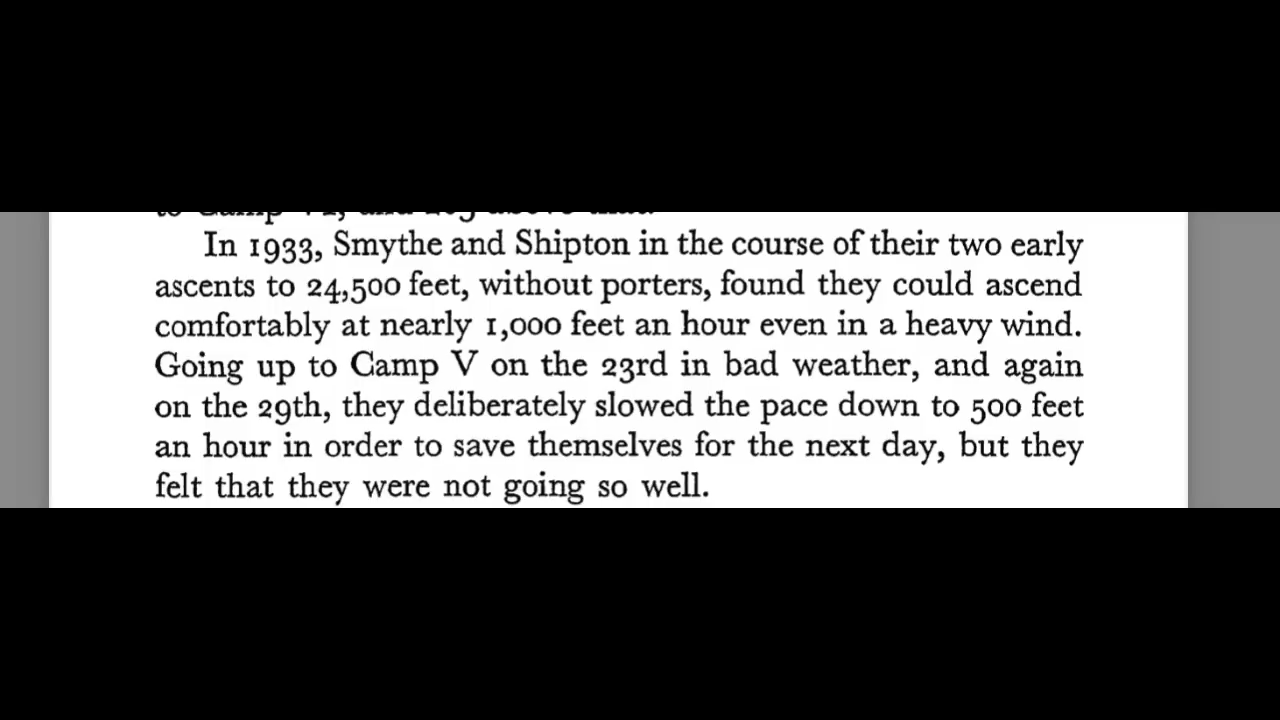 In 1933, Smythe and Shipton in the course of their two early
ascents to 24,500 feet, without porters, found they could ascend
comfortably at nearly 1,000 feet an hour even in a heavy wind.
Going up to Camp V on the 23rd in bad weather, and again
on the 29th, they deliberately slowed the pace down to 500 feet
an hour in order to save themselves for the next day, but they
felt that they were not going so well.